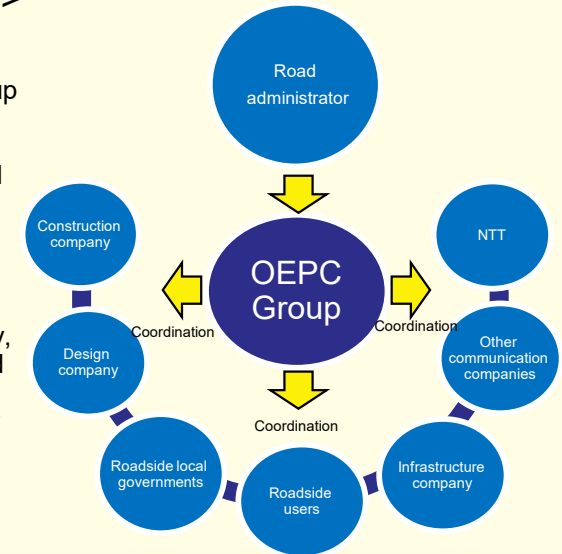 Road
administrator
Construction
company
OEPC
Group
NTT
Coordination
Coordination
Design
company
Other
communication
companies
Coordination
Roadside local
governments
Roadside
users
Infrastructure
company